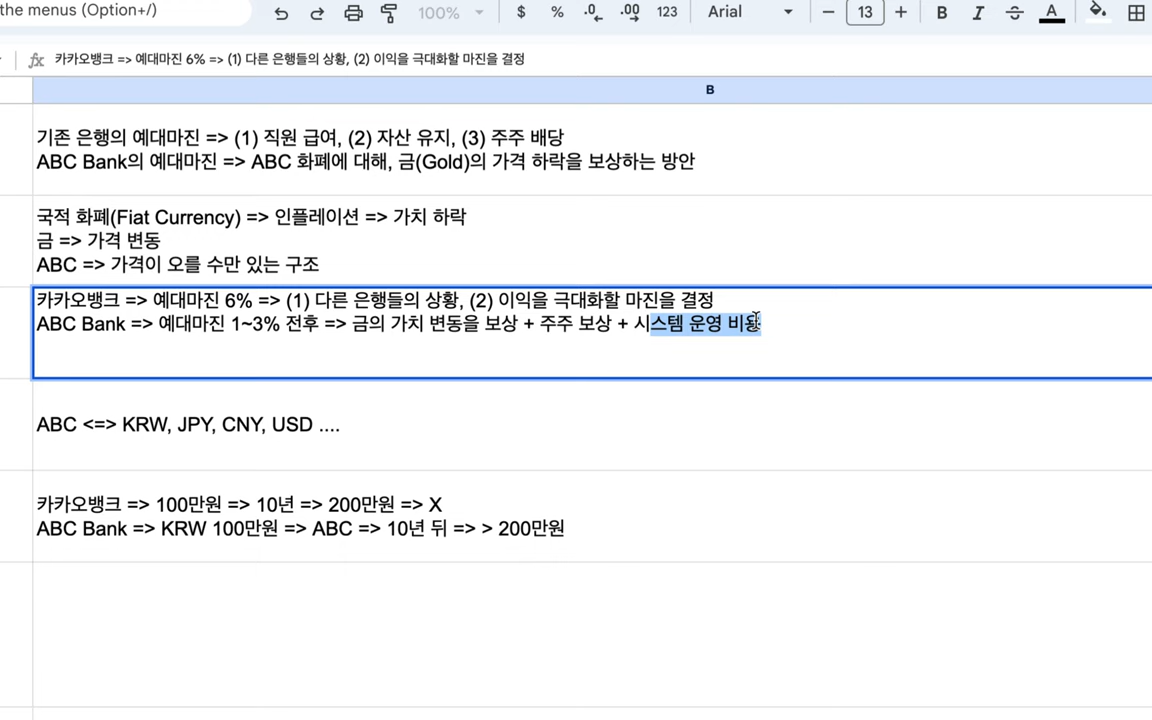 the menus (Option+/)
100%
$
%
.0
.00
123
Arial
13
B
I
A
fx
카카오뱅크 => 예대마진 6% => (1) 다른 은행들의 상황, (2) 이익을 극대화할 마진을 결정
B
기존 은행의 예대마진 => (1) 직원 급여, (2) 자산 유지, (3) 주주 배당
ABC Bank의 예대마진 => ABC 화폐에 대해, 금(Gold)의 가격 하락을 보상하는 방안
국적 화폐(Fiat Currency) => 인플레이션 => 가치 하락
금 => 가격 변동
ABC => 가격이 오를 수만 있는 구조
카카오뱅크 => 예대마진 6% => (1) 다른 은행들의 상황, (2) 이익을 극대화할 마진을 결정
ABC Bank => 예대마진 1~3% 전후 => 금의 가치 변동을 보상 + 주주 보상 + 시스템 운영 비용
ABC <=> KRW, JPY, CNY, USD ....
카카오뱅크 => 100만원 => 10년 => 200만원 => X
ABC Bank => KRW 100만원 => ABC => 10년 뒤 => > 200만원